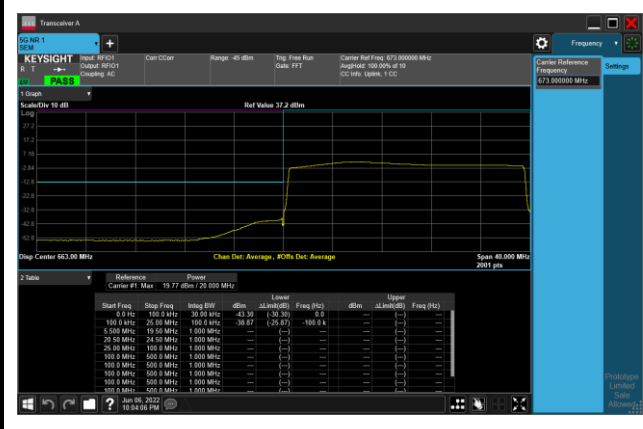 Transceiver A
5G NR 1
SEM
Frequency
KEYSIGHT
R T
PASS
Input: RFIO1
Output: RFIO1
Coupling: AC
Corr CCorr
Range: -45 dBm
Trig: Free Run
Gate: FFT
Carrier Ref Freq: 673.000000 MHz
Avg|Hold: 100.00% of 10
CC Info: Uplink, 1 CC
Carrier Reference
Frequency
673.000000 MHz
Settings
1 Graph
Scale/Div 10 dB
Ref Value 37.2 dBm
Log
27.2
17.2
7.16
-2.84
-12.8
-22.8
-32.8
-42.8
-52.8
Disp Center 663.00 MHz
Chan Det: Average , #Offs Det: Average
Span 40.000 MHz
2001 pts
2 Table
Reference Power
Carrier #1 Max 19.77 dBm / 20.000 MHz
Lower Upper
Start Freq Stop Freq Integ BW dBm ΔLimit(dB) Freq (Hz) dBm ΔLimit(dB) Freq (Hz)
0.0 Hz 100.0 kHz 30.00 kHz -43.30 (-30.30) 0.0 --- (---) ---
100.0 kHz 25.00 MHz 100.0 kHz -38.87 (-25.87) -100.0 k --- (---) ---
5.500 MHz 19.50 MHz 1.000 MHz --- (---) --- --- (---) ---
20.50 MHz 24.50 MHz 1.000 MHz --- (---) --- --- (---) ---
25.00 MHz 100.0 MHz 1.000 MHz --- (---) --- --- (---) ---
100.0 MHz 500.0 MHz 1.000 MHz --- (---) --- --- (---) ---
100.0 MHz 500.0 MHz 1.000 MHz --- (---) --- --- (---) ---
100.0 MHz 500.0 MHz 1.000 MHz --- (---) --- --- (---) ---
100.0 MHz 500.0 MHz 1.000 MHz --- (---) --- --- (---) ---
Prototype
Limited
Sale
Allowed
Jun 06, 2022
10:04:06 PM